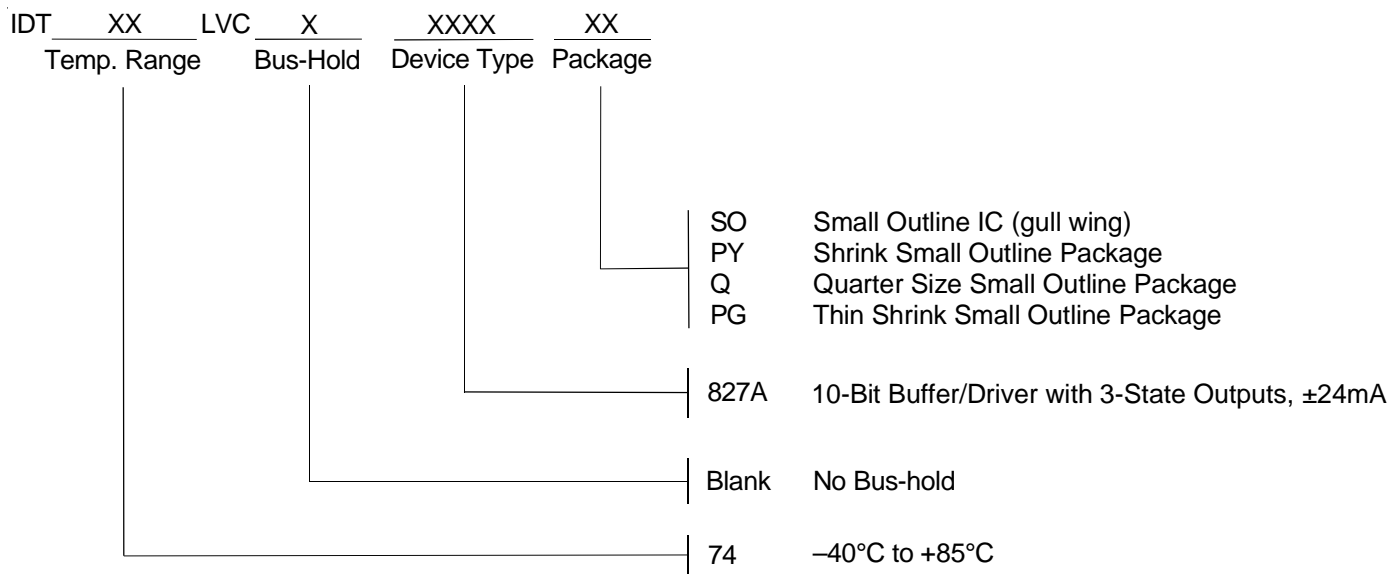 IDT XX LVC X XXXX XX
Temp. Range Bus-Hold Device Type Package
SO Small Outline IC (gull wing)
PY Shrink Small Outline Package
Q Quarter Size Small Outline Package
PG Thin Shrink Small Outline Package
827A 10-Bit Buffer/Driver with 3-State Outputs, ±24mA
Blank No Bus-hold
74 –40°C to +85°C